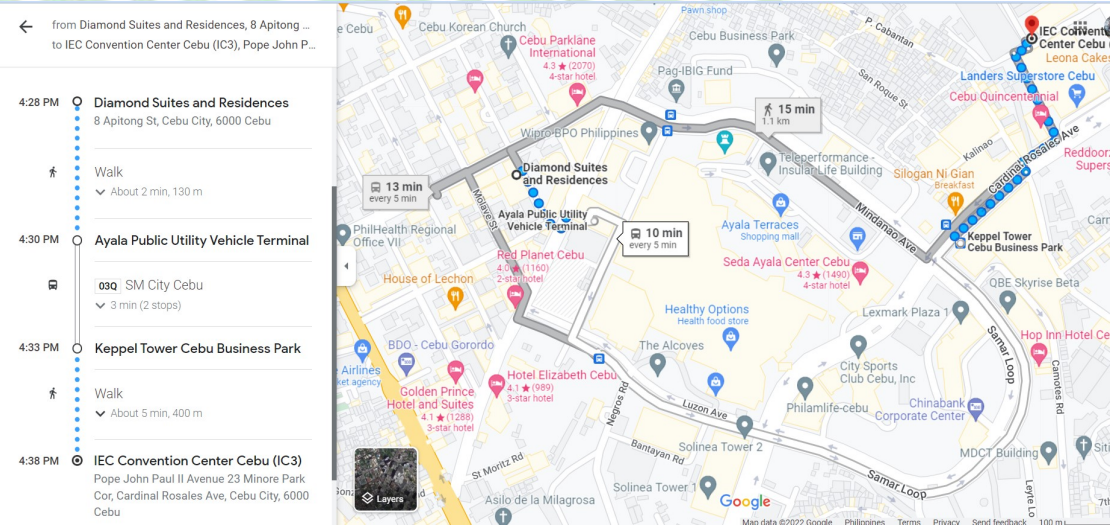 from Diamond Suites and Residences, 8 Apitong ...
to IEC Convention Center Cebu (IC3), Pope John P...
4:28 PM
Diamond Suites and Residences
8 Apitong St, Cebu City, 6000 Cebu
Walk
About 2 min, 130 m
4:30 PM
Ayala Public Utility Vehicle Terminal
03Q SM City Cebu
3 min (2 stops)
4:33 PM
Keppel Tower Cebu Business Park
Walk
About 5 min, 400 m
4:38 PM
IEC Convention Center Cebu (IC3)
Pope John Paul II Avenue 23 Minore Park
Cor, Cardinal Rosales Ave, Cebu City, 6000
Cebu
Pawn shop
e Cebu
Cebu Korean Church
Cebu Parklane
International
4.3 ★ (2070)
4-star hotel
Cebu Business Park
Pag-IBIG Fund
P. Cabantan
San Roque St
IEC Convent
Center Cebu
Leona Cakes
Landers Superstore Cebu
Cebu Quincentennial
Kalinao
Cardinal Rosales Ave
Reddoorz
Supers
15 min
1.1 km
Wipro BPO Philippines
Teleperformance -
Insular Life Building
Silogan Ni Gian
Breakfast
Diamond Suites
and Residences
13 min
every 5 min
Molave St
Ayala Public Utility
Vehicle Terminal
10 min
every 5 min
Ayala Terraces
Shopping mall
Mindanao Ave
Keppel Tower
Cebu Business Park
PhilHealth Regional
Office VII
Red Planet Cebu
4.0 ★ (1160)
2-star hotel
Seda Ayala Center Cebu
4.3 ★ (1490)
4-star hotel
House of Lechon
QBE Skyrise Beta
Healthy Options
Health food store
Lexmark Plaza 1
BDO - Cebu Gorordo
The Alcoves
Samar Loop
Hop Inn Hotel Ce
Airlines
ket agency
Hotel Elizabeth Cebu
4.1 ★ (989)
3-star hotel
City Sports
Club Cebu, Inc
Camotes Rd
Golden Prince
Hotel and Suites
4.1 ★ (1288)
3-star hotel
Negros Rd
Luzon Ave
Philamlife-cebu
Chinabank
Corporate Center
Solinea Tower 2
Bantayan Rd
MDCT Building
Siti
St Moritz Rd
Samar Loop
Layers
Solinea Tower 1
Leyte Lo
7th
Gonz
Asilo de la Milagrosa
Google
Map data ©2022 Google Philippines Terms Privacy Send feedback 100 m